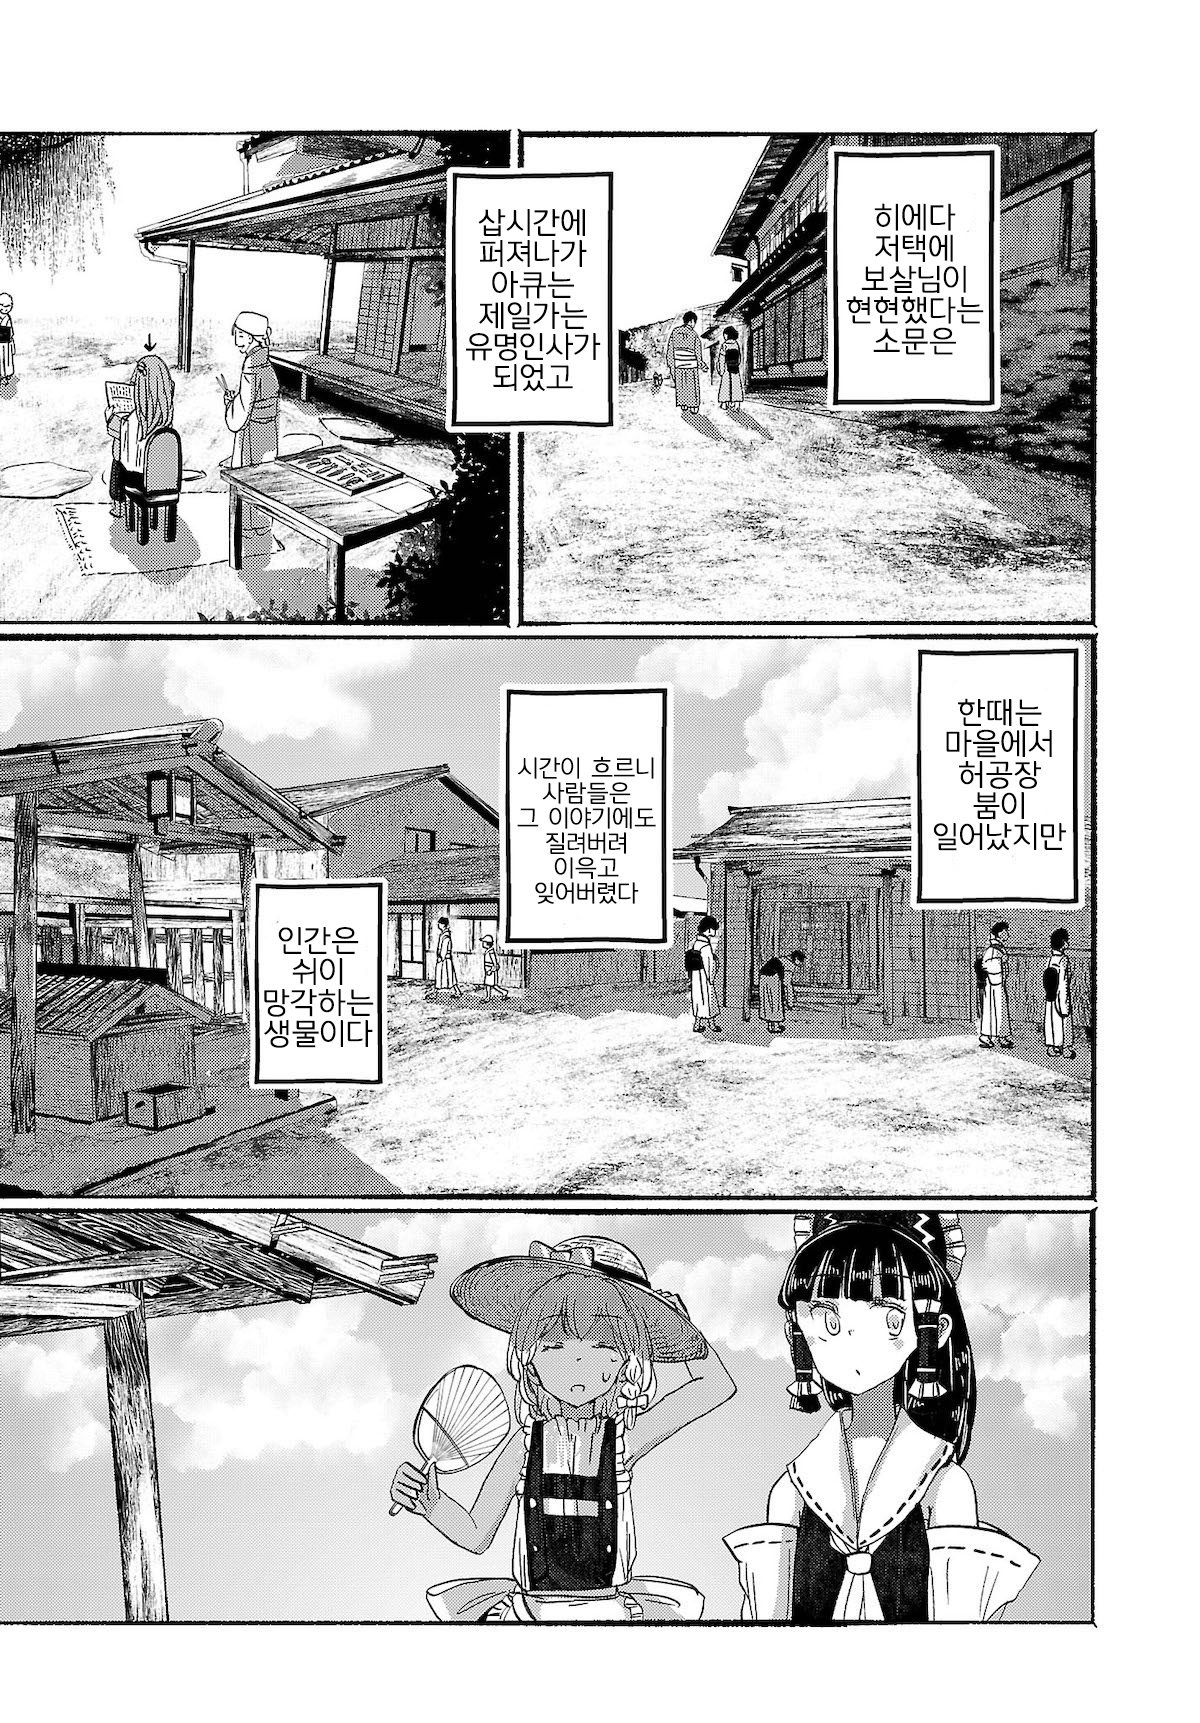 히에다
저택에
보살님이
현현했다는
소문은
삽시간에
퍼져나가
아큐는
제일가는
유명인사가
되었고
한때는
마을에서
허공장
붐이
일어났지만
시간이 흐르니
사람들은
그 이야기에도
질려버려
이윽고
잊어버렸다
인간은
쉬이
망각하는
생물이다